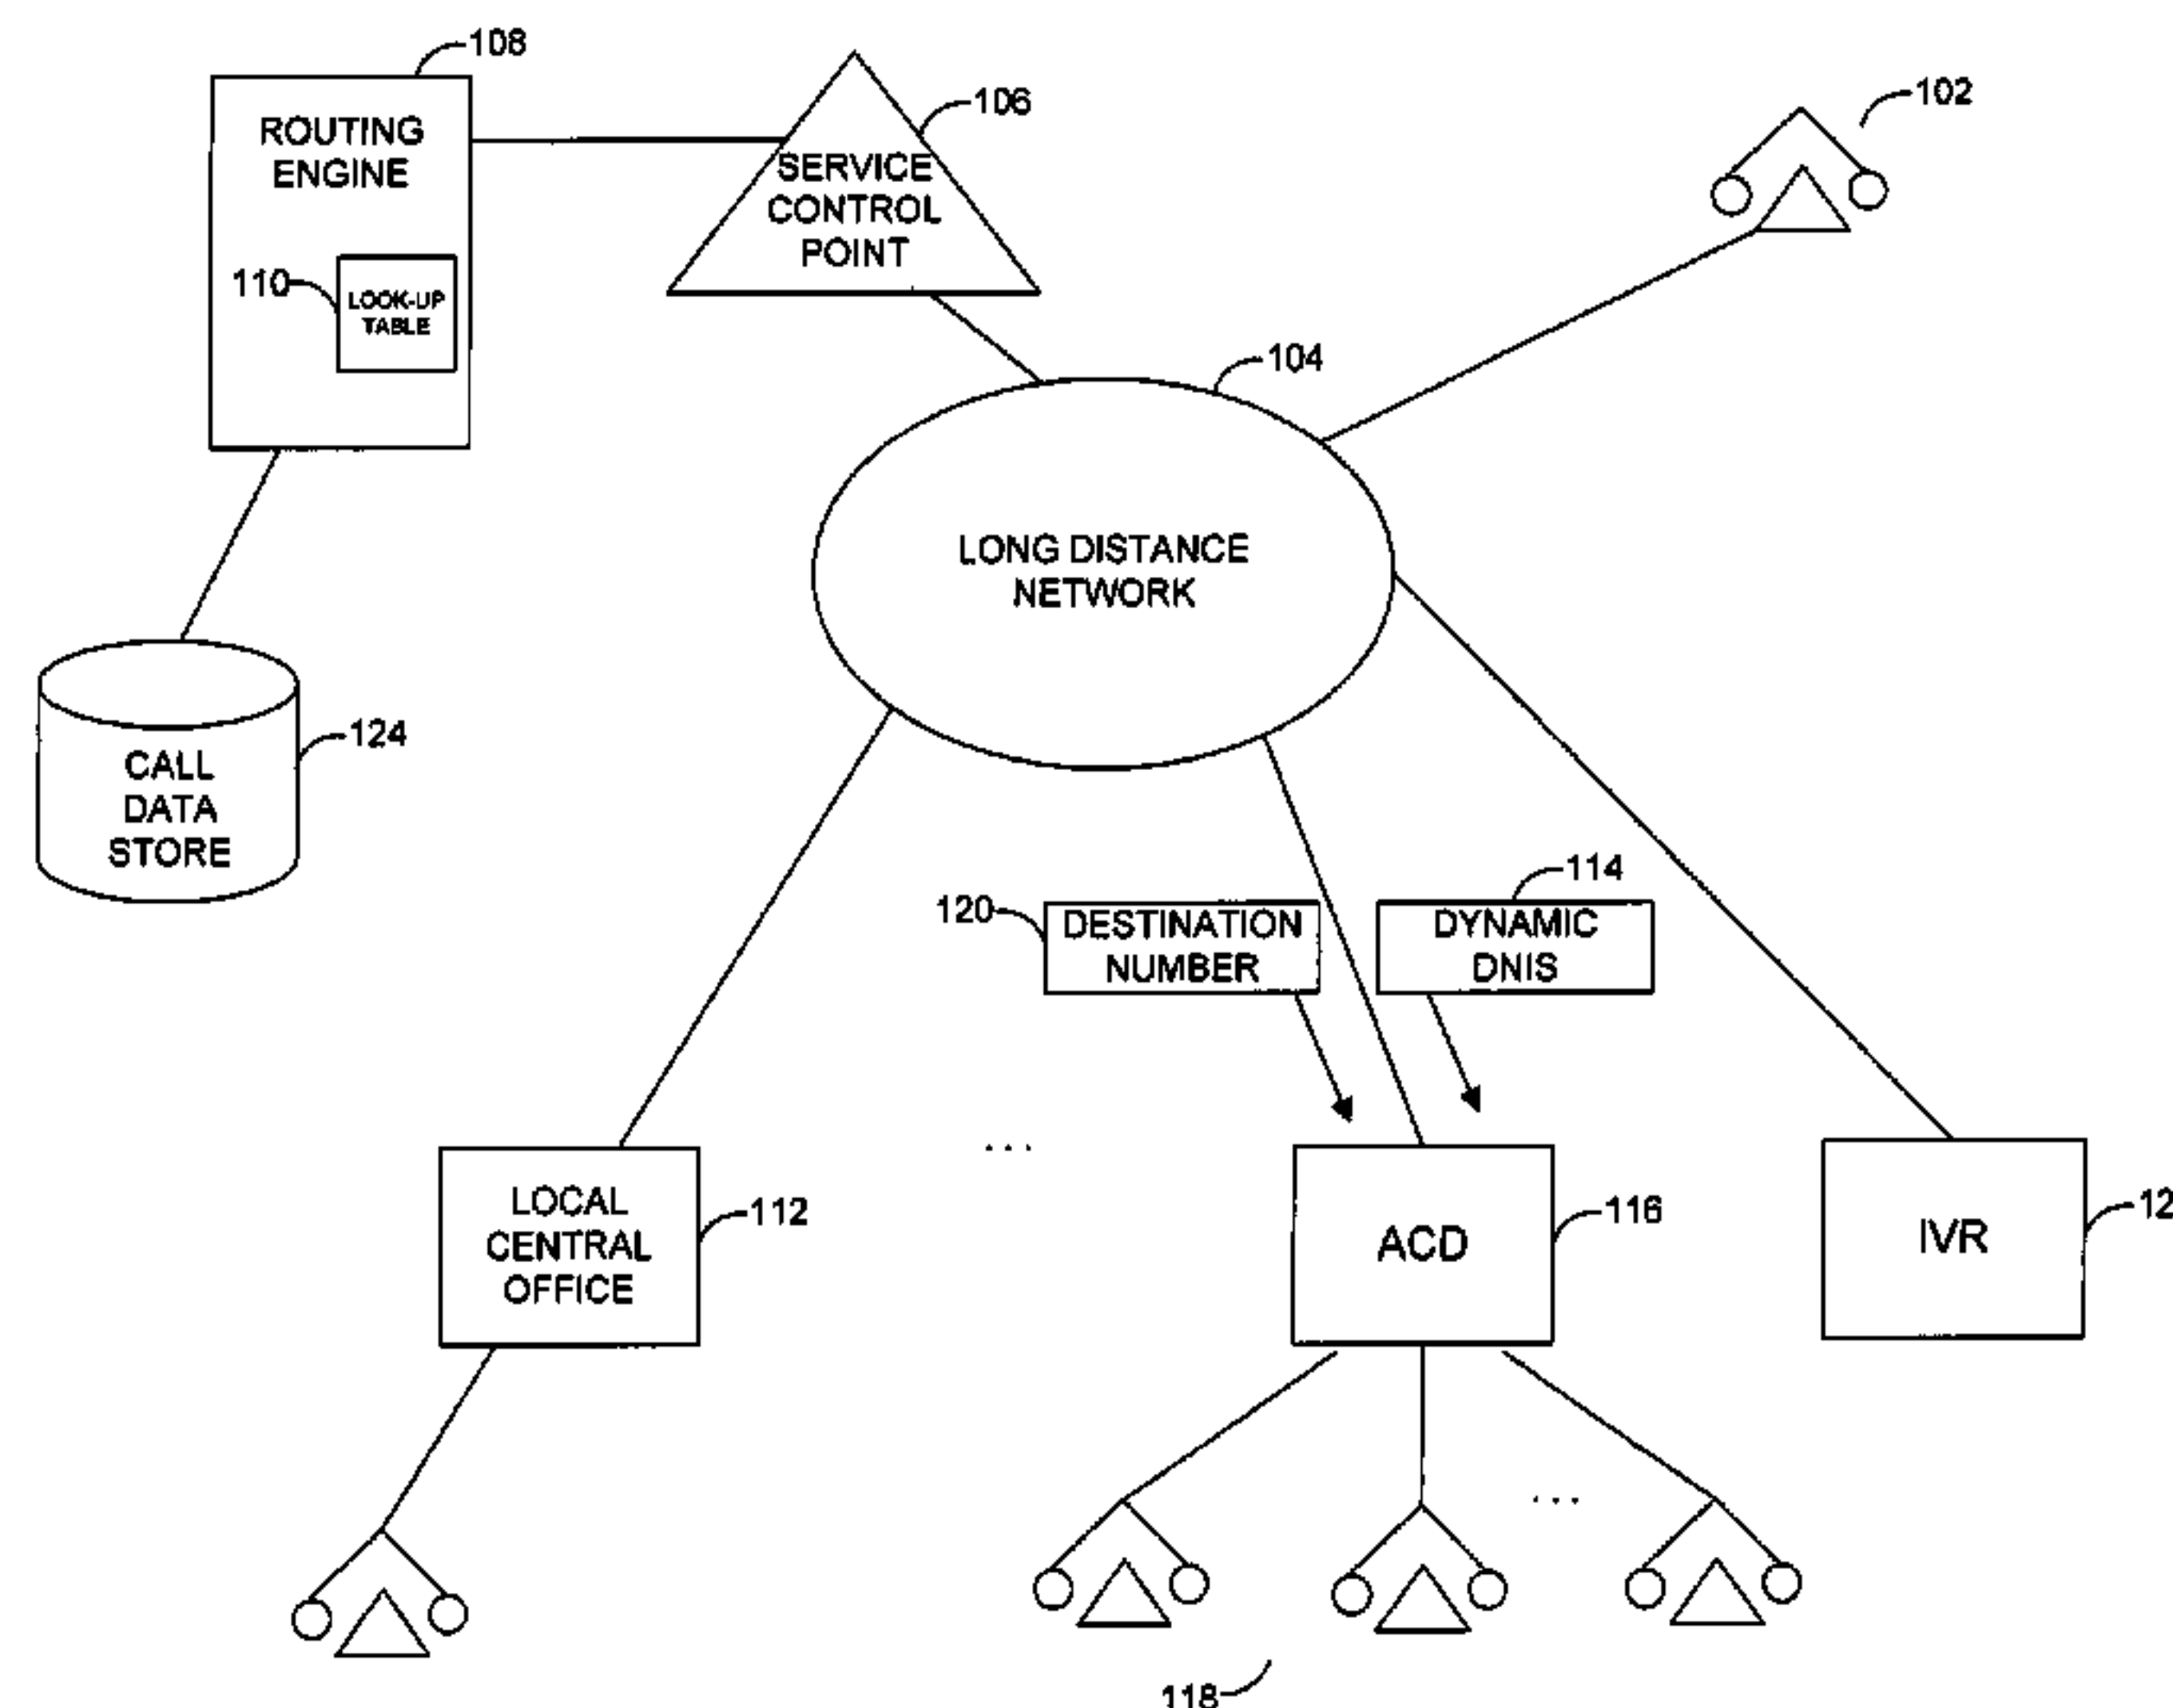 108
ROUTING
ENGINE
106
SERVICE
CONTROL
POINT
102
110
LOOK-UP
TABLE
104
LONG DISTANCE
NETWORK
124
CALL
DATA
STORE
120
DESTINATION
NUMBER
114
DYNAMIC
DNIS
...
LOCAL
CENTRAL
OFFICE
112
ACD
116
IVR
12
...
118